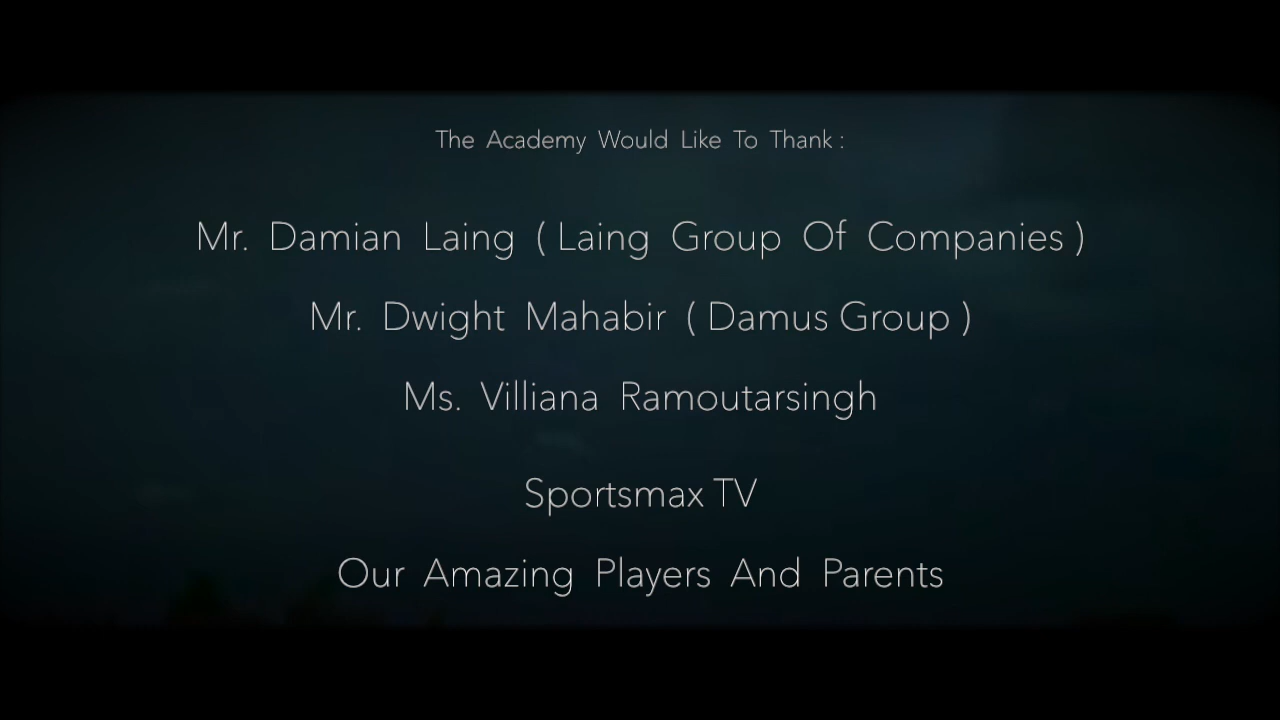 The Academy Would Like To Thank :
Mr. Damian Laing ( Laing Group Of Companies )
Mr. Dwight Mahabir ( Damus Group )
Ms. Villiana Ramoutarsingh
Sportsmax TV
Our Amazing Players And Parents